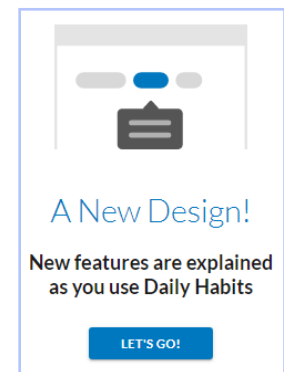 A New Design!
New features are explained
as you use Daily Habits
LET'S GO!